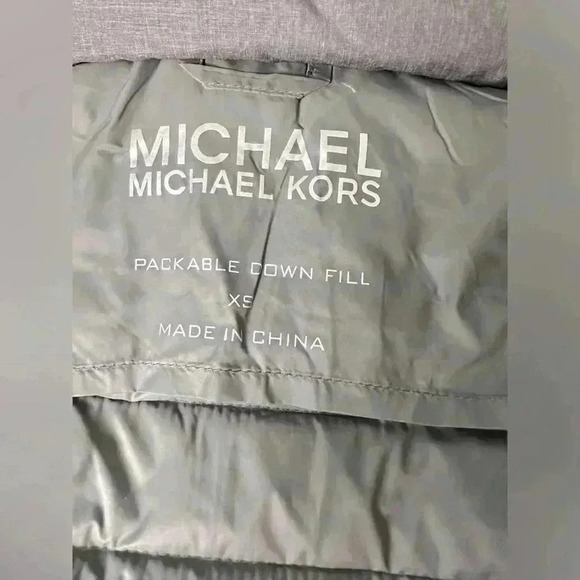 MICHAEL
MICHAEL KORS
PACKABLE DOWN FILL
XS
MADE IN CHINA